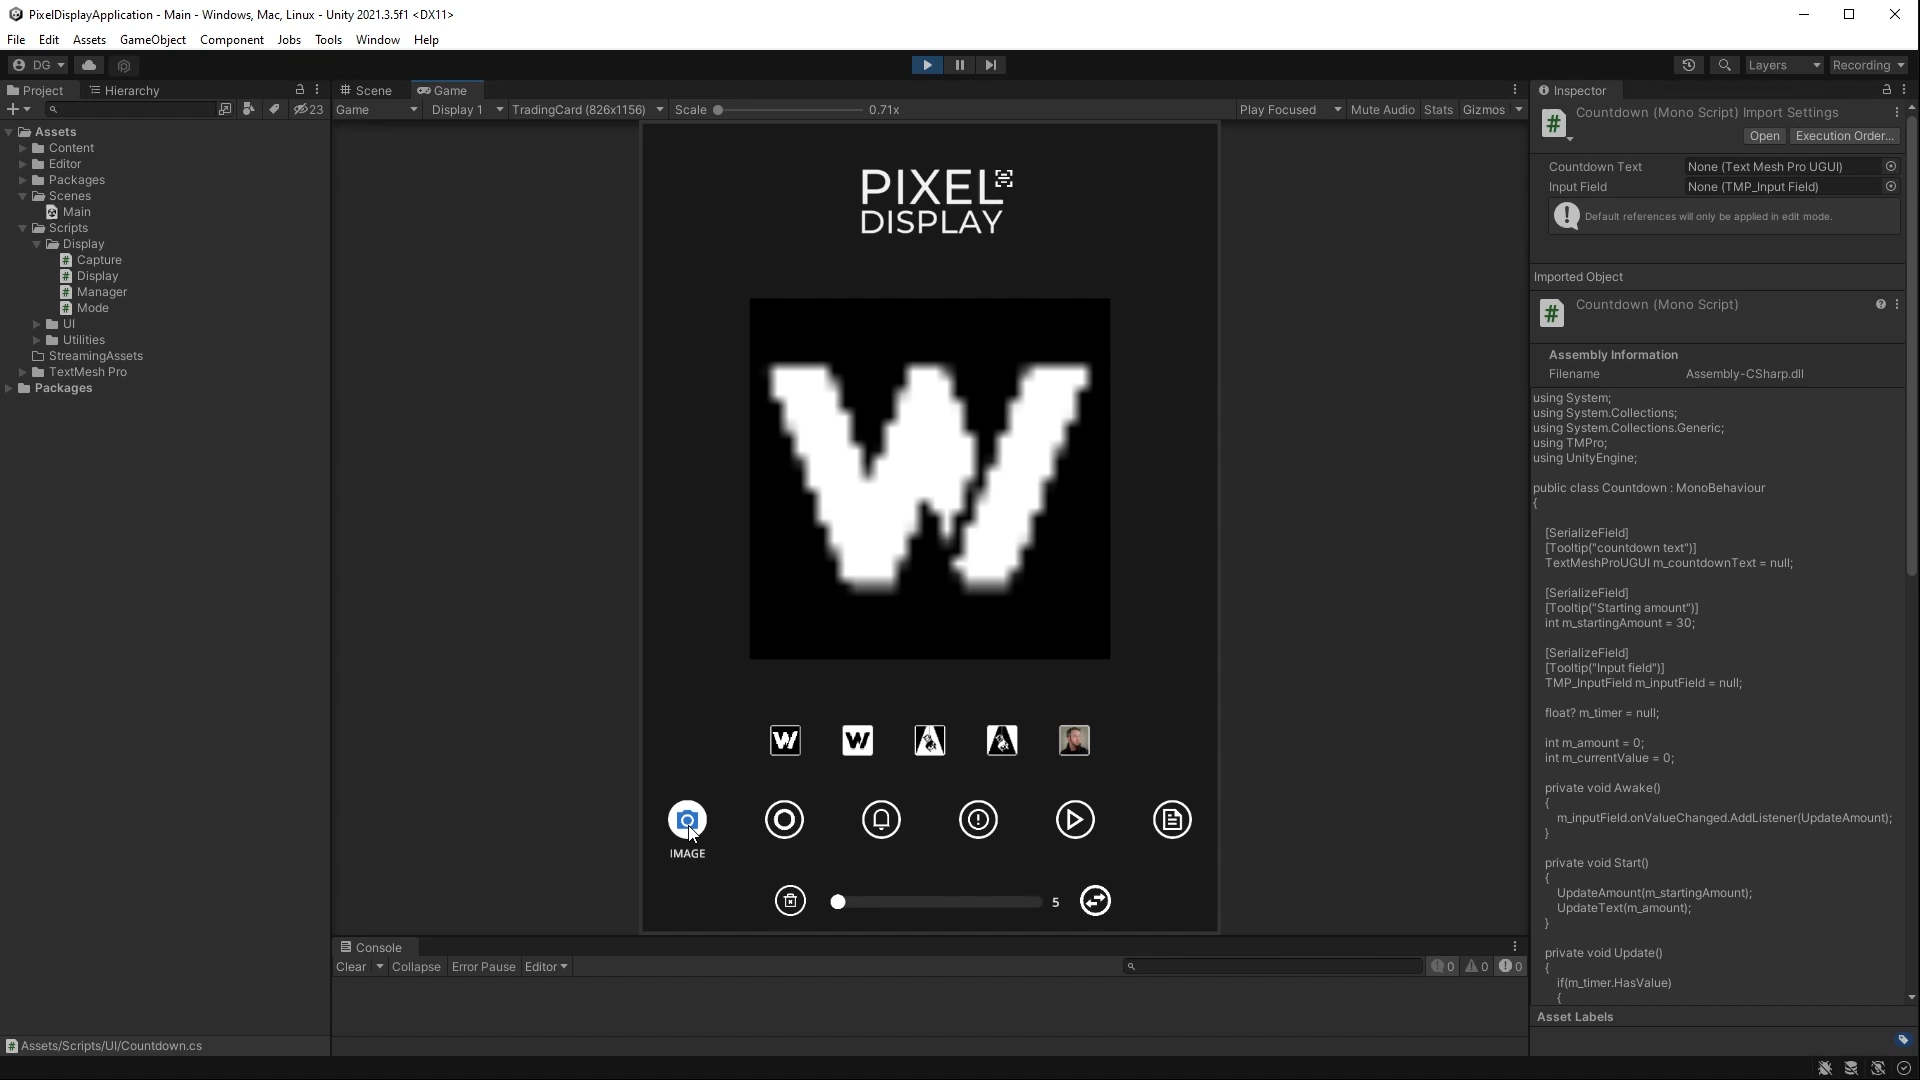 PixelDisplayApplication - Main - Windows, Mac, Linux - Unity 2021.3.5f1 <DX11>
File Edit Assets GameObject Component Jobs Tools Window Help
DG
Layers Recording
Project Hierarchy
23
Assets
Content
Editor
Packages
Scenes
Main
Scripts
Display
Capture
Display
Manager
Mode
UI
Utilities
StreamingAssets
TextMesh Pro
Packages
Assets/Scripts/UI/Countdown.cs
Scene Game
Game Display 1 TradingCard (826x1156) Scale 0.71x Play Focused Mute Audio Stats Gizmos
PIXEL
DISPLAY
W
W W
IMAGE
5
Console
Clear Collapse Error Pause Editor 0 0 0
Inspector
Countdown (Mono Script) Import Settings
Open Execution Order...
Countdown Text None (Text Mesh Pro UGUI)
Input Field None (TMP_Input Field)
Default references will only be applied in edit mode.
Imported Object
Countdown (Mono Script)
Assembly Information
Filename Assembly-CSharp.dll
using System;
using System.Collections;
using System.Collections.Generic;
using TMPro;
using UnityEngine;
public class Countdown : MonoBehaviour
{
[SerializeField]
[Tooltip("countdown text")]
TextMeshProUGUI m_countdownText = null;
[SerializeField]
[Tooltip("Starting amount")]
int m_startingAmount = 30;
[SerializeField]
[Tooltip("Input field")]
TMP_InputField m_inputField = null;
float? m_timer = null;
int m_amount = 0;
int m_currentValue = 0;
private void Awake()
{
m_inputField.onValueChanged.AddListener(UpdateAmount);
}
private void Start()
{
UpdateAmount(m_startingAmount);
UpdateText(m_amount);
}
private void Update()
{
if(m_timer.HasValue)
{
Asset Labels